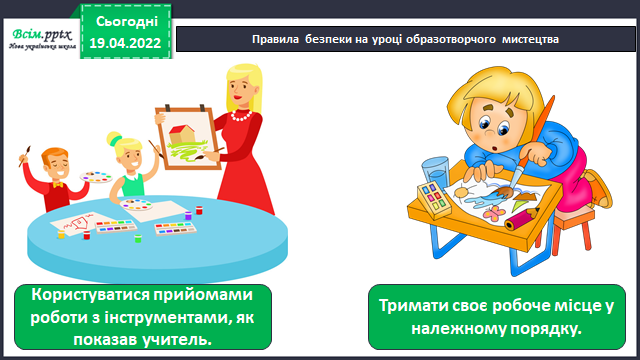 Всім.pptx
Нова українська школа
Сьогодні
19.04.2022
Правила безпеки на уроці образотворчого мистецтва
Користуватися прийомами
роботи з інструментами, як
показав учитель.
Тримати своє робоче місце у
належному порядку.